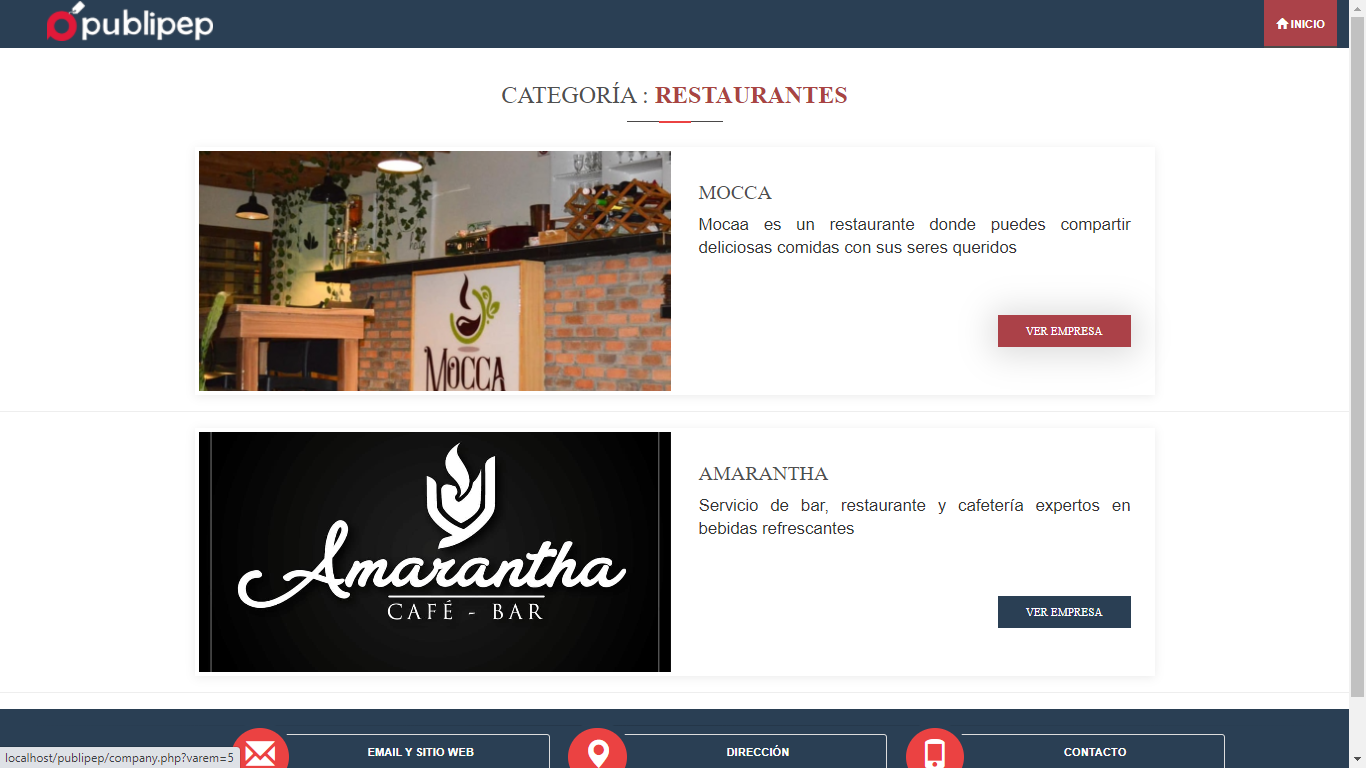 publipep
INICIO
CATEGORÍA : RESTAURANTES
MOCCA
MOCCA
Mocaa es un restaurante donde puedes compartir
deliciosas comidas con sus seres queridos
VER EMPRESA
Amarantha
CAFÉ - BAR
AMARANTHA
Servicio de bar, restaurante y cafetería expertos en
bebidas refrescantes
VER EMPRESA
EMAIL Y SITIO WEB
DIRECCIÓN
CONTACTO
localhost/publipep/company.php?varem=5